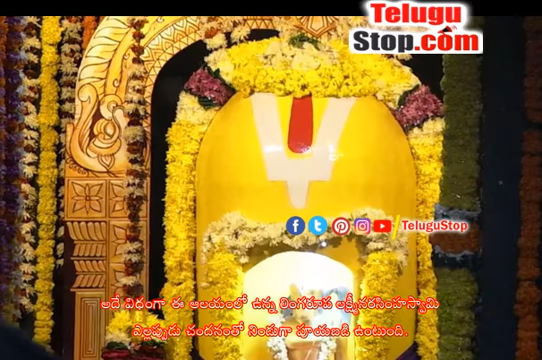 Telugu
Stop.com
/TeluguStop
అదే విధంగా ఈ ఆలయంలో ఉన్న లింగరూప లక్ష్మీనరసింహస్వామి
ఎల్లప్పుడు చందనంతో నిండుగా పూయబడి ఉంటుంది.